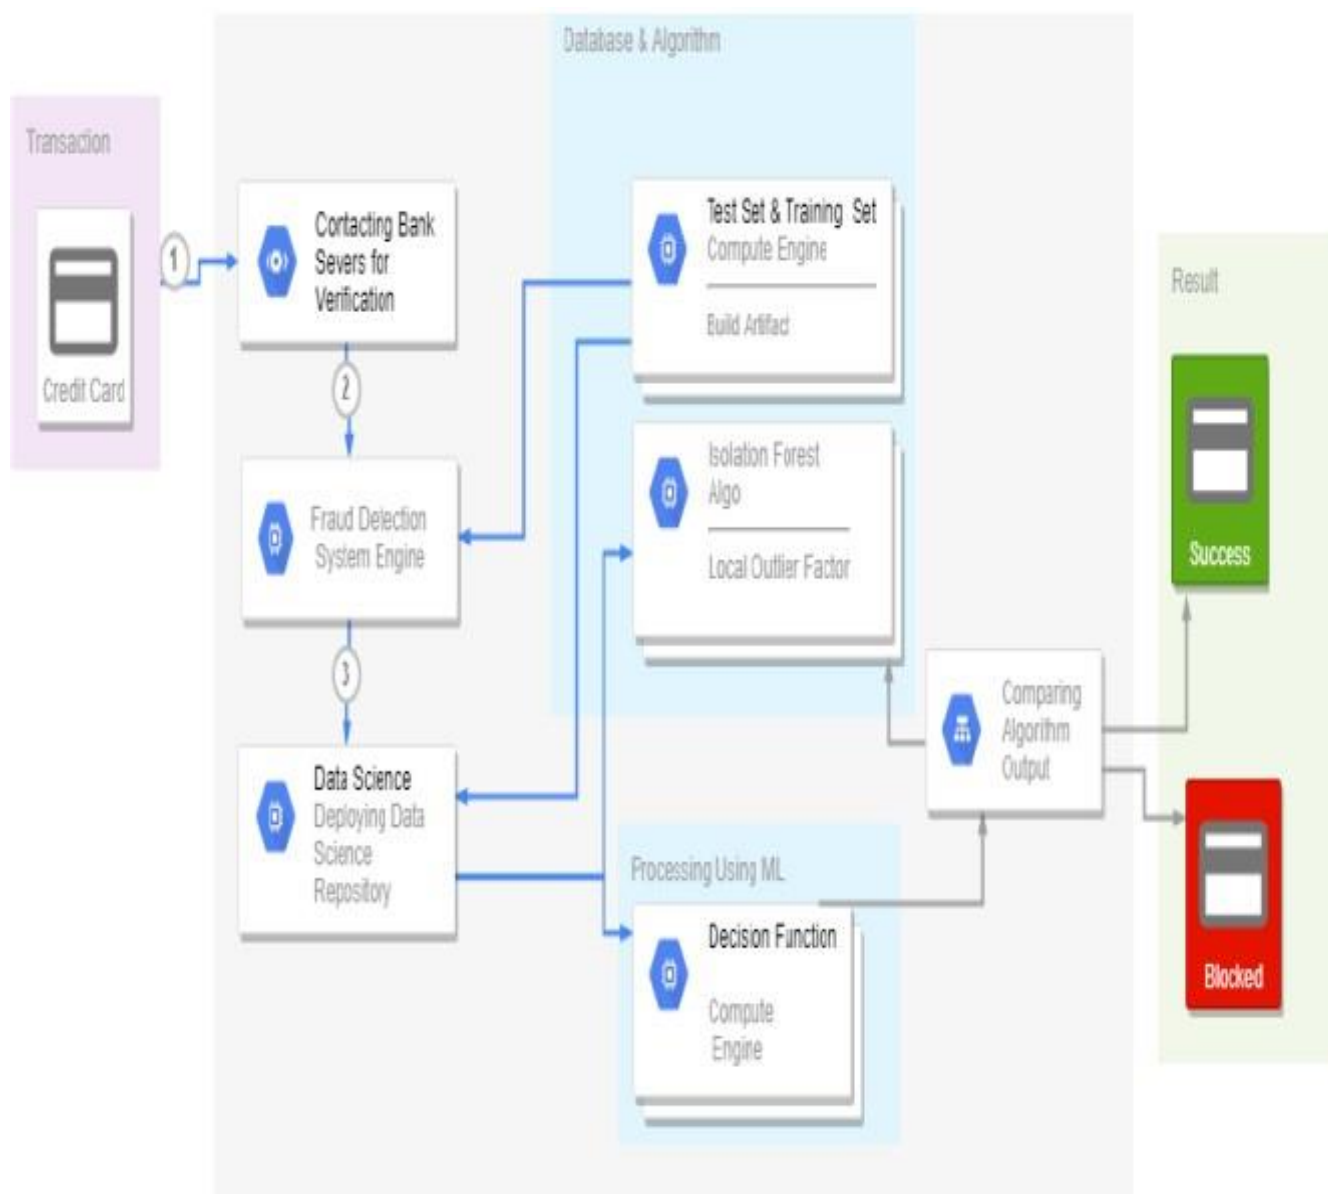 Database & Algorithm
Transaction
Credit Card
1
Contacting Bank
Severs for
Verification
2
Fraud Detection
System Engine
3
Data Science
Deploying Data
Science
Repository
Test Set & Training Set
Compute Engine
Build Artifact
Isolation Forest
Algo
Local Outlier Factor
Processing Using ML
Decision Function
Compute
Engine
Comparing
Algorithm
Output
Result
Success
Blocked